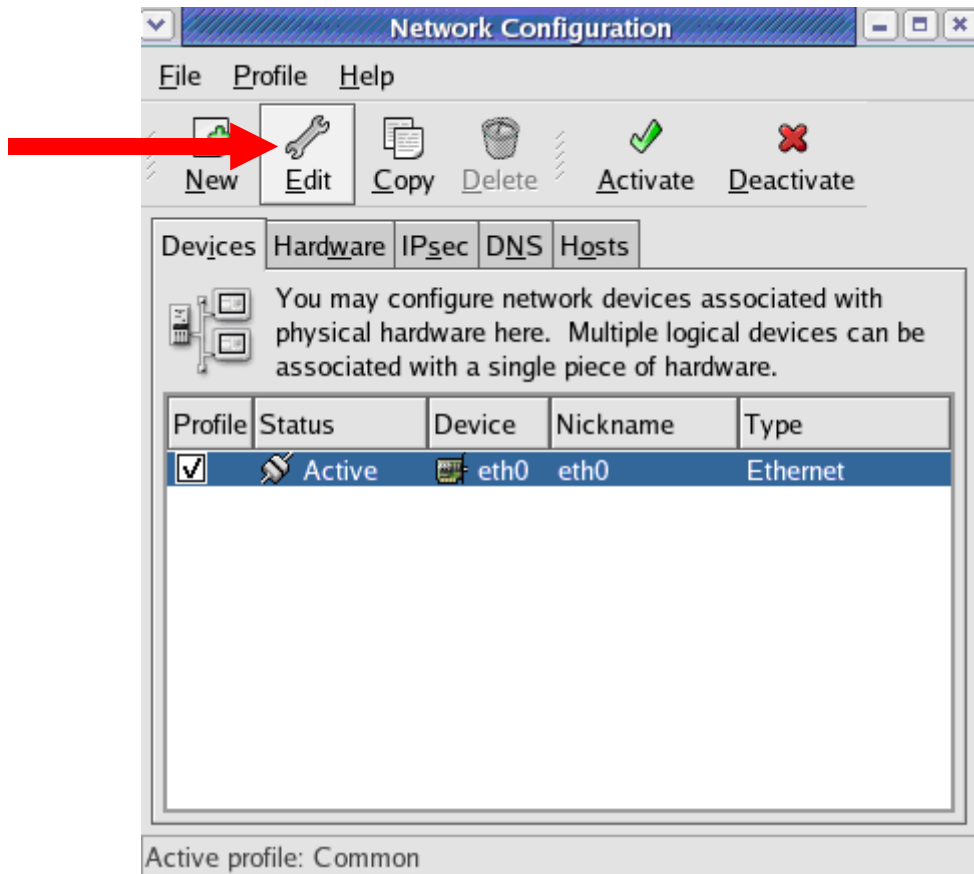 Network Configuration
File Profile Help
New Edit Copy Delete Activate Deactivate
Devices Hardware IPsec DNS Hosts
You may configure network devices associated with
physical hardware here. Multiple logical devices can be
associated with a single piece of hardware.
Profile Status Device Nickname Type
Active eth0 eth0 Ethernet
Active profile: Common